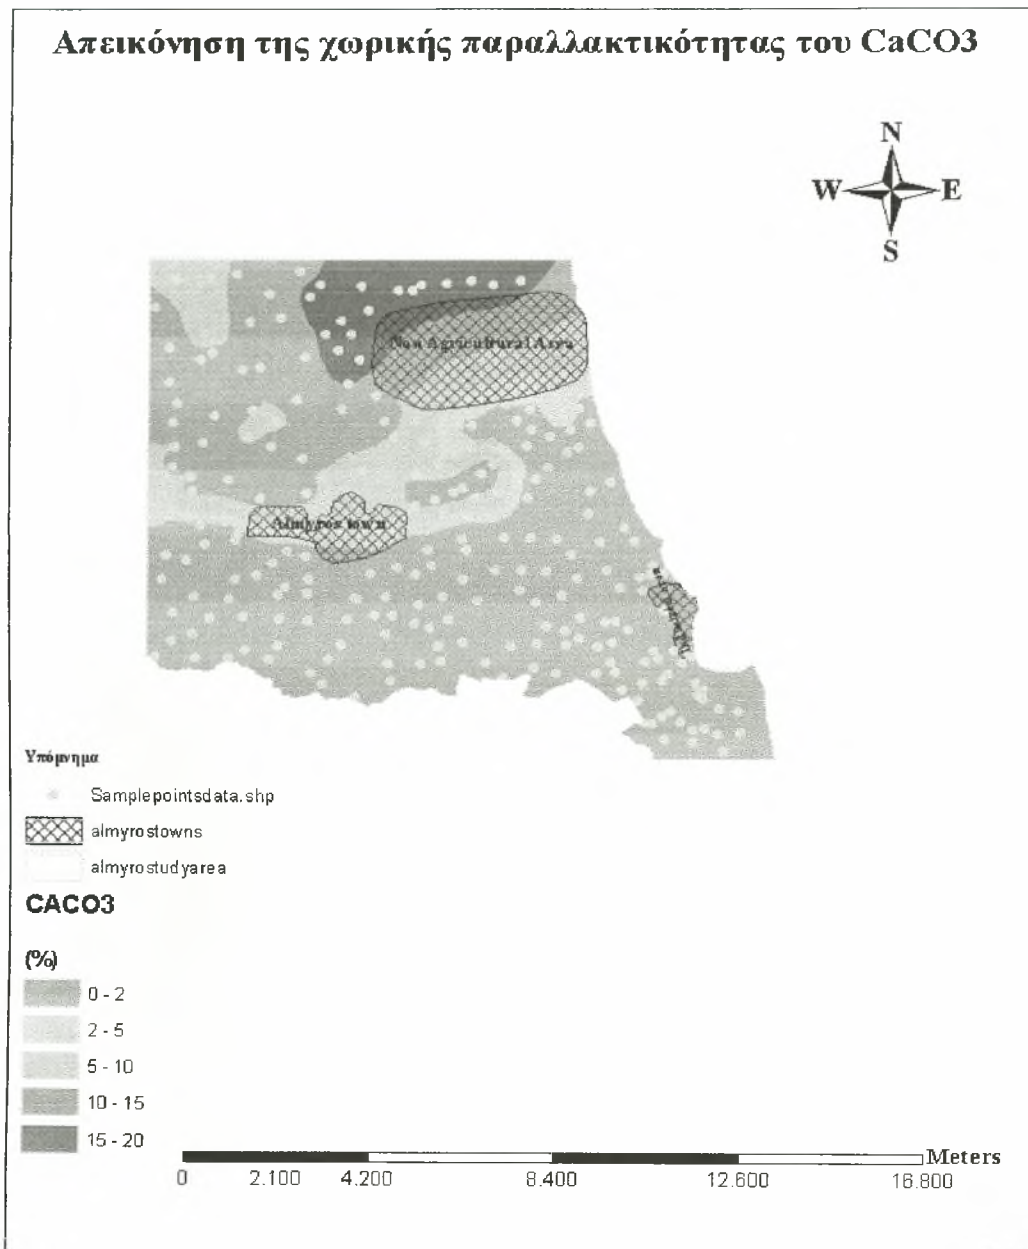 Απεικόνηση της χωρικής παραλλακτικότητας του CaCO3
N
W E
S
Non Agricultural Area
Almyros town
Υπόμνημα
Samplepointsdata.shp
almyrostowns
almyrostudyarea
CACO3
(%)
0 - 2
2 - 5
5 - 10
10 - 15
15 - 20
Meters
0 2.100 4.200 8.400 12.600 16.800